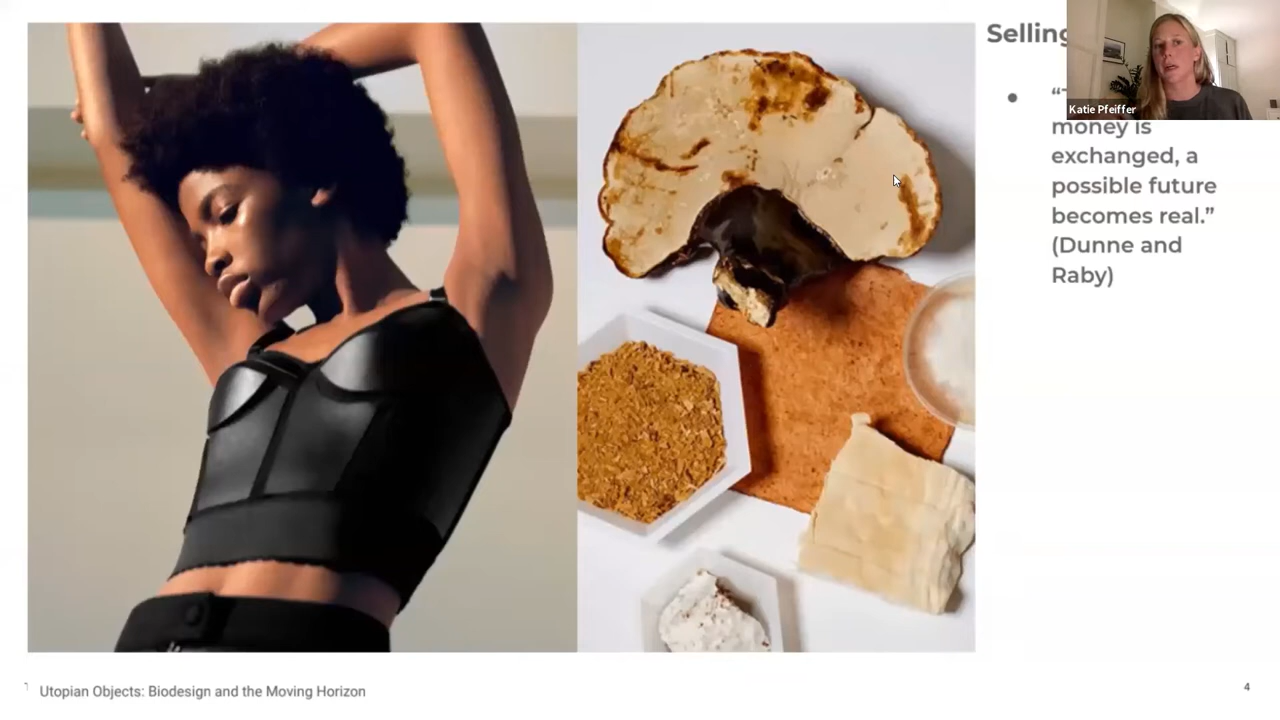 Selling
Katie Pfeiffer
money is
exchanged, a
possible future
becomes real.”
(Dunne and
Raby)
Utopian Objects: Biodesign and the Moving Horizon
4